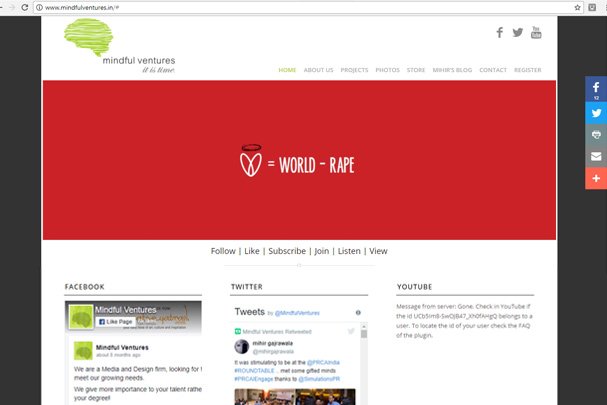 www.mindfulventures.in/#
mindful ventures
it is time.
HOME ABOUT US PROJECTS PHOTOS STORE MIHIR'S BLOG CONTACT REGISTER
12
= WORLD - RAPE
Follow | Like | Subscribe | Join | Listen | View
FACEBOOK
Mindful Ventures
Like Page
Mindful Ventures
about 8 months ago
We are a Media and Design firm, looking for
meet our growing needs.
We give more importance to your talent rathe
your degree!
TWITTER
Tweets by @MindfulVentures
Mindful Ventures Retweeted
mihir gajrawala
@mihirgajrawala
It was stimulating to be at the @PRCAIndia
#ROUNDTABLE .. met some gifted minds
#PRCAIEngage thanks to @SimulationsPR
YOUTUBE
Message from server: Gone. Check in YouTube if
the id belongs to a
user. To locate the id of your user check the FAQ
of the plugin.